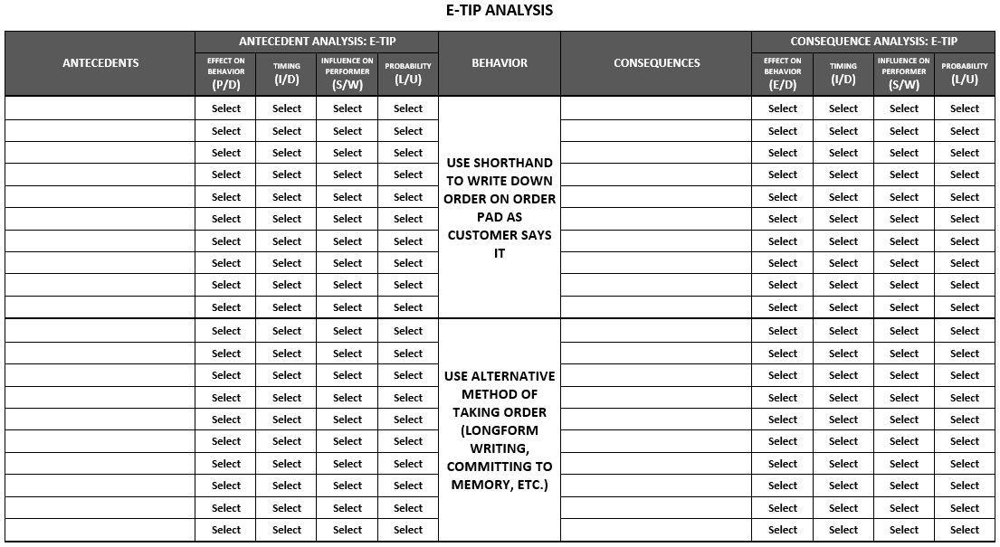 E-TIP ANALYSIS
ANTECEDENTS
ANTECEDENT ANALYSIS: E-TIP
EFFECT ON
BEHAVIOR
(P/D)
TIMING
(I/D)
INFLUENCE ON
PERFORMER
(S/W)
PROBABILITY
(L/U)
BEHAVIOR
CONSEQUENCES
CONSEQUENCE ANALYSIS: E-TIP
EFFECT ON
BEHAVIOR
(E/D)
TIMING
(I/D)
INFLUENCE ON
PERFORMER
(S/W)
PROBABILITY
(L/U)
Select Select Select Select Select Select Select Select
Select Select Select Select Select Select Select Select
Select Select Select Select Select Select Select Select
Select Select Select Select Select Select Select Select
Select Select Select Select Select Select Select Select
Select Select Select Select Select Select Select Select
Select Select Select Select Select Select Select Select
Select Select Select Select Select Select Select Select
Select Select Select Select Select Select Select Select
Select Select Select Select Select Select Select Select
USE SHORTHAND
TO WRITE DOWN
ORDER ON ORDER
PAD AS
CUSTOMER SAYS
IT
Select Select Select Select Select Select Select Select
Select Select Select Select Select Select Select Select
Select Select Select Select Select Select Select Select
Select Select Select Select Select Select Select Select
Select Select Select Select Select Select Select Select
Select Select Select Select Select Select Select Select
Select Select Select Select Select Select Select Select
Select Select Select Select Select Select Select Select
Select Select Select Select Select Select Select Select
Select Select Select Select Select Select Select Select
USE ALTERNATIVE
METHOD OF
TAKING ORDER
(LONGFORM
WRITING,
COMMITTING TO
MEMORY, ETC.)